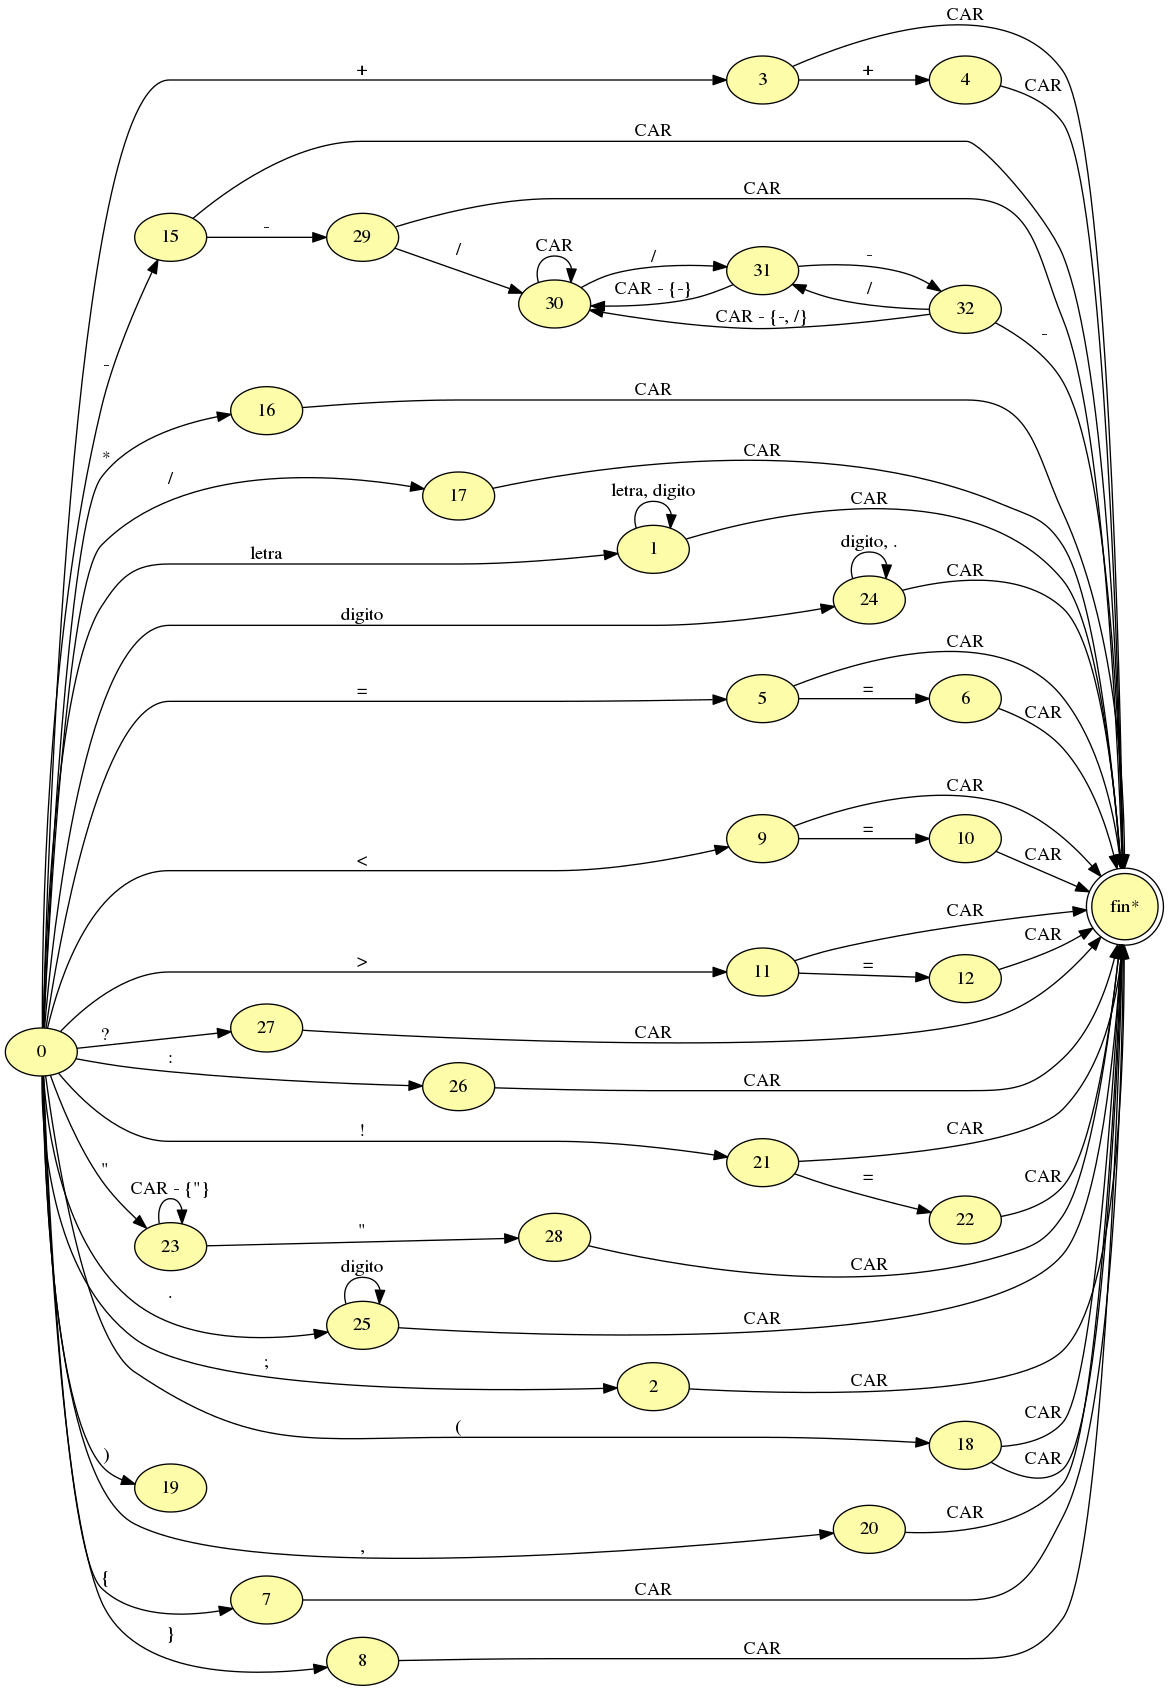 CAR
+
3
+
4
CAR
CAR
CAR
15
-
29
/
CAR
30
/
31
-
CAR - {-}
/
32
CAR - {-, /}
-
-
CAR
16
*
CAR
/
17
letra, digito
CAR
letra
1
digito, .
CAR
digito
24
CAR
=
5
=
6
CAR
CAR
<
9
=
10
CAR
fin*
CAR
>
11
=
12
CAR
?
27
CAR
0
:
26
CAR
!
21
CAR
"
=
CAR
CAR - {"}
22
23
"
28
CAR
digito
.
25
CAR
;
2
CAR
(
18
CAR
CAR
)
19
CAR
,
20
{
7
CAR
}
8
CAR